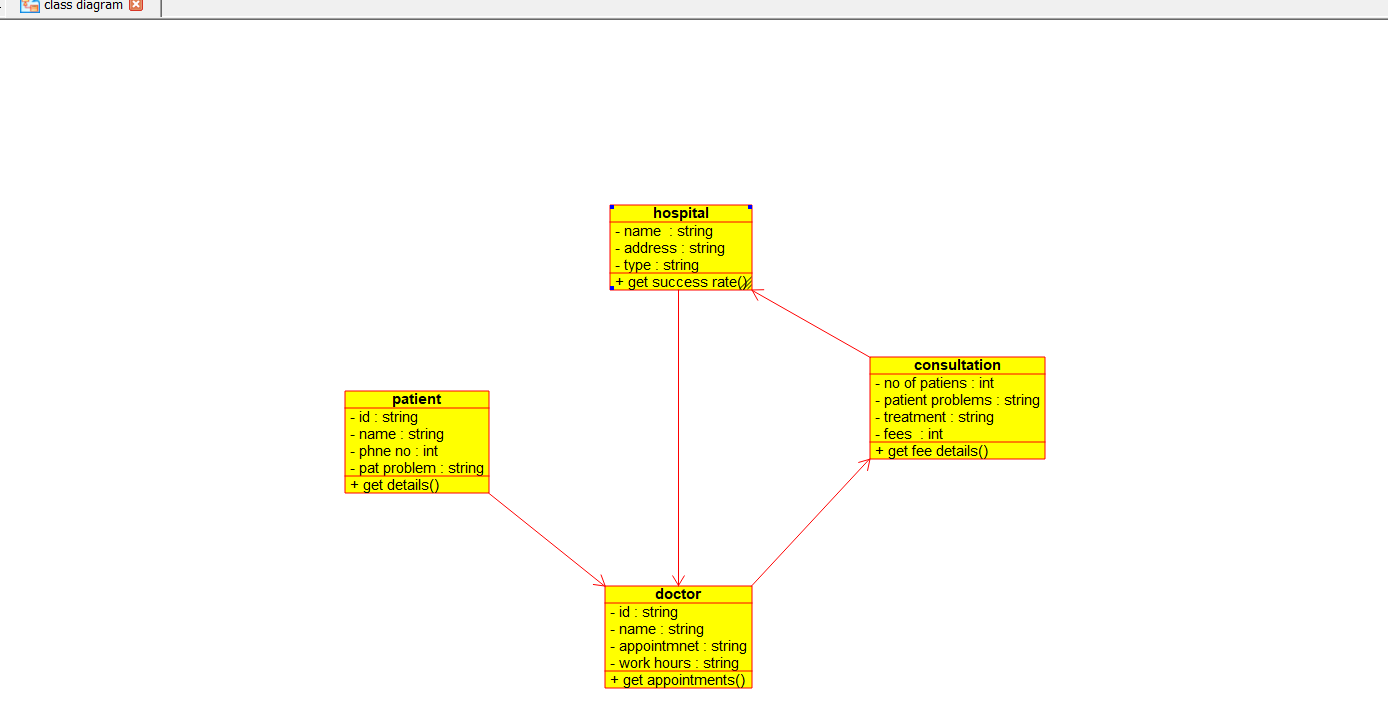 class diagram
hospital
- name : string
- address : string
- type : string
+ get success rate()
consultation
- no of patiens : int
- patient problems : string
- treatment : string
- fees : int
+ get fee details()
patient
- id : string
- name : string
- phne no : int
- pat problem : string
+ get details()
doctor
- id : string
- name : string
- appointmnet : string
- work hours : string
+ get appointments()